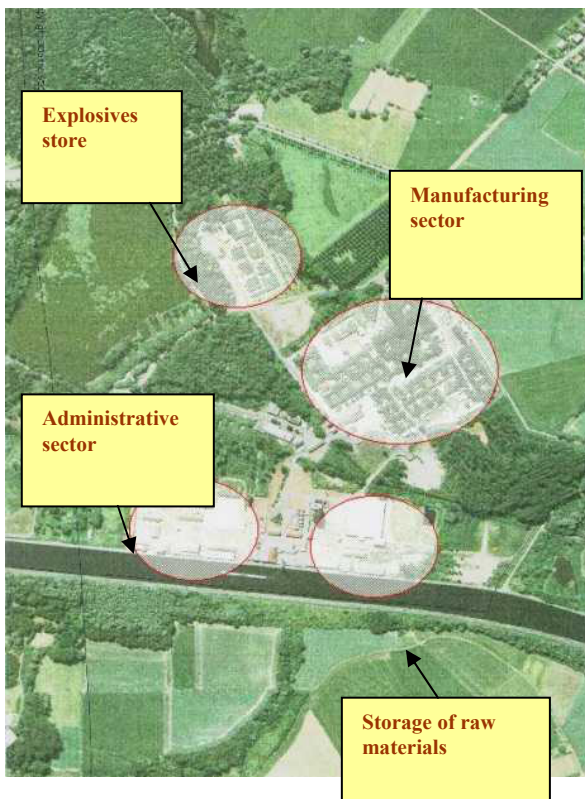 Explosives
store
Manufacturing
sector
Administrative
sector
Storage of raw
materials